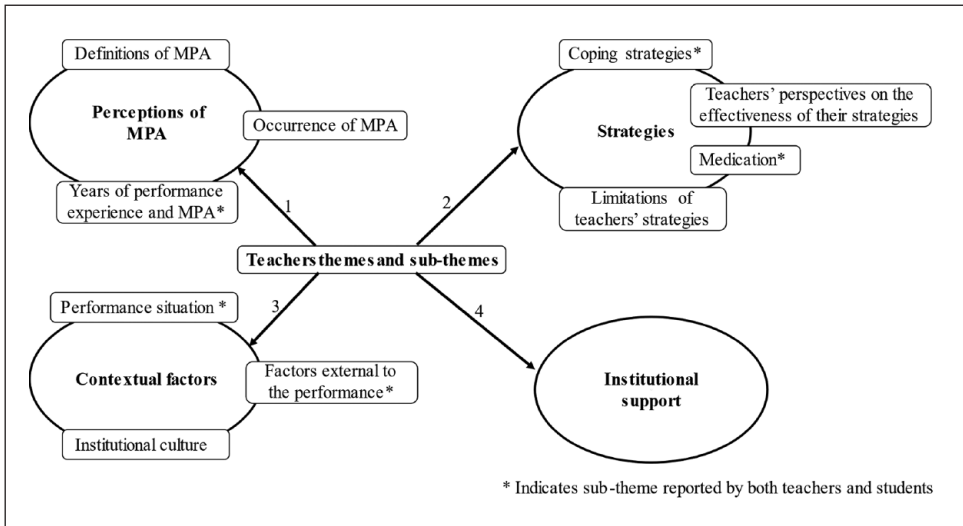 Definitions of MPA
Perceptions of
MPA
Occurrence of MPA
Years of performance
experience and MPA*
1
Coping strategies*
Teachers' perspectives on the
effectiveness of their strategies
Strategies
Medication*
Limitations of
teachers' strategies
2
Teachers themes and sub-themes
3
Performance situation *
Contextual factors
Factors external to
the performance*
Institutional culture
4
Institutional
support
* Indicates sub-theme reported by both teachers and students